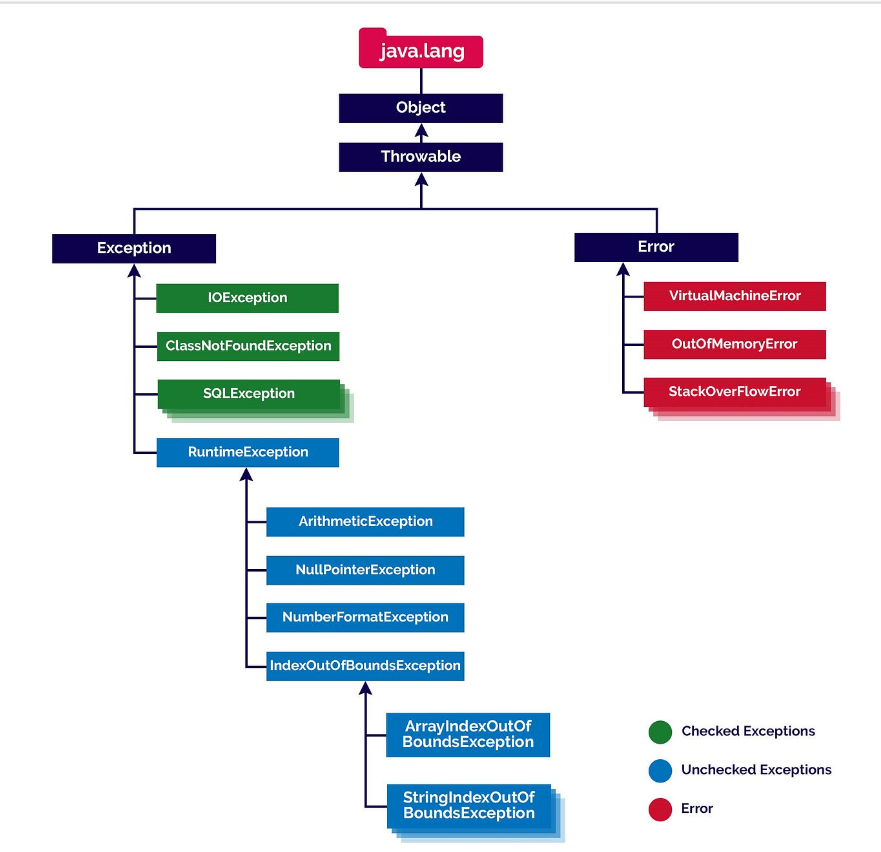 java.lang
Object
Throwable
Exception
Error
IOException
ClassNotFoundException
SQLException
RuntimeException
VirtualMachineError
OutOfMemoryError
StackOverFlowError
ArithmeticException
NullPointerException
NumberFormatException
IndexOutOfBoundsException
ArrayIndexOutOf
BoundsException
StringIndexOutOf
BoundsException
Checked Exceptions
Unchecked Exceptions
Error